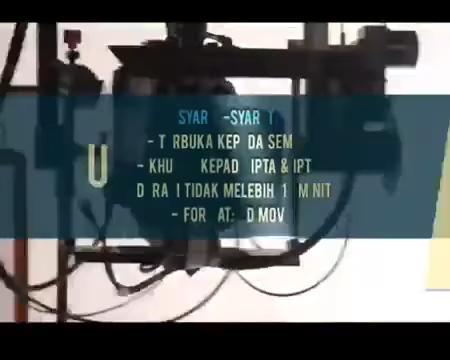 SYAR -SYAR T
- T RBUKA KEP DA SEM
- KHU KEPAD IPTA & IPT
U
D RA I TIDAK MELEBIH 1 M NIT
- FOR AT: D MOV